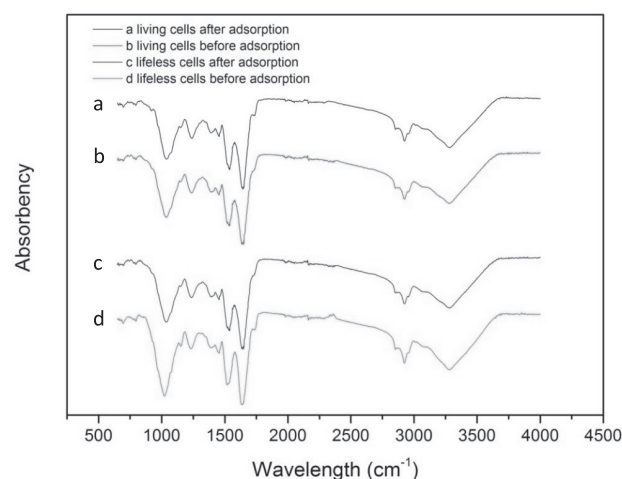 a living cells after adsorption
b living cells before adsorption
c lifeless cells after adsorption
d lifeless cells before adsorption
a
b
c
d
Absorbency
500 1000 1500 2000 2500 3000 3500 4000 4500
Wavelength (cm⁻¹)